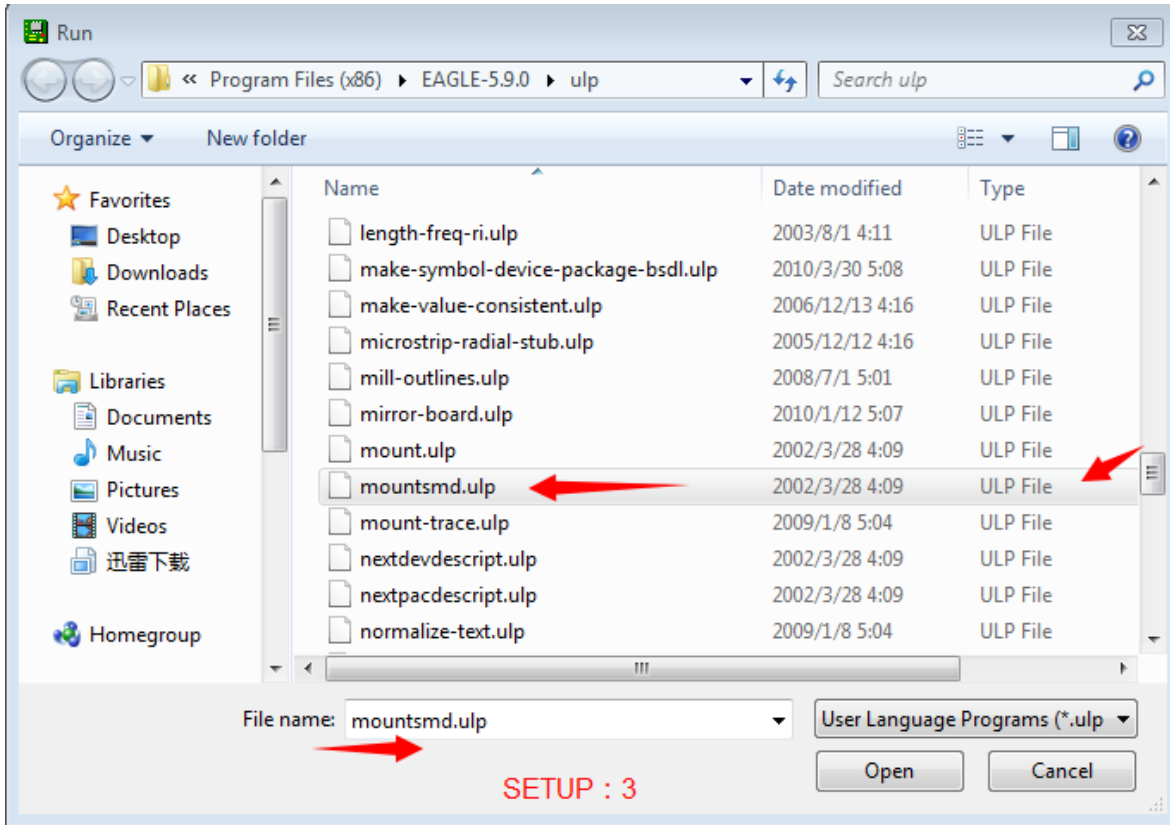 Run
« Program Files (x86) ▸ EAGLE-5.9.0 ▸ ulp
Search ulp
Organize New folder
Favorites
Desktop
Downloads
Recent Places
Libraries
Documents
Music
Pictures
Videos
迅雷下载
Homegroup
Name Date modified Type
length-freq-ri.ulp 2003/8/1 4:11 ULP File
make-symbol-device-package-bsdl.ulp 2010/3/30 5:08 ULP File
make-value-consistent.ulp 2006/12/13 4:16 ULP File
microstrip-radial-stub.ulp 2005/12/12 4:16 ULP File
mill-outlines.ulp 2008/7/1 5:01 ULP File
mirror-board.ulp 2010/1/12 5:07 ULP File
mount.ulp 2002/3/28 4:09 ULP File
mountsmd.ulp 2002/3/28 4:09 ULP File
mount-trace.ulp 2009/1/8 5:04 ULP File
nextdevdescript.ulp 2002/3/28 4:09 ULP File
nextpacdescript.ulp 2002/3/28 4:09 ULP File
normalize-text.ulp 2009/1/8 5:04 ULP File
File name: mountsmd.ulp User Language Programs (*.ulp
Open Cancel
SETUP：3